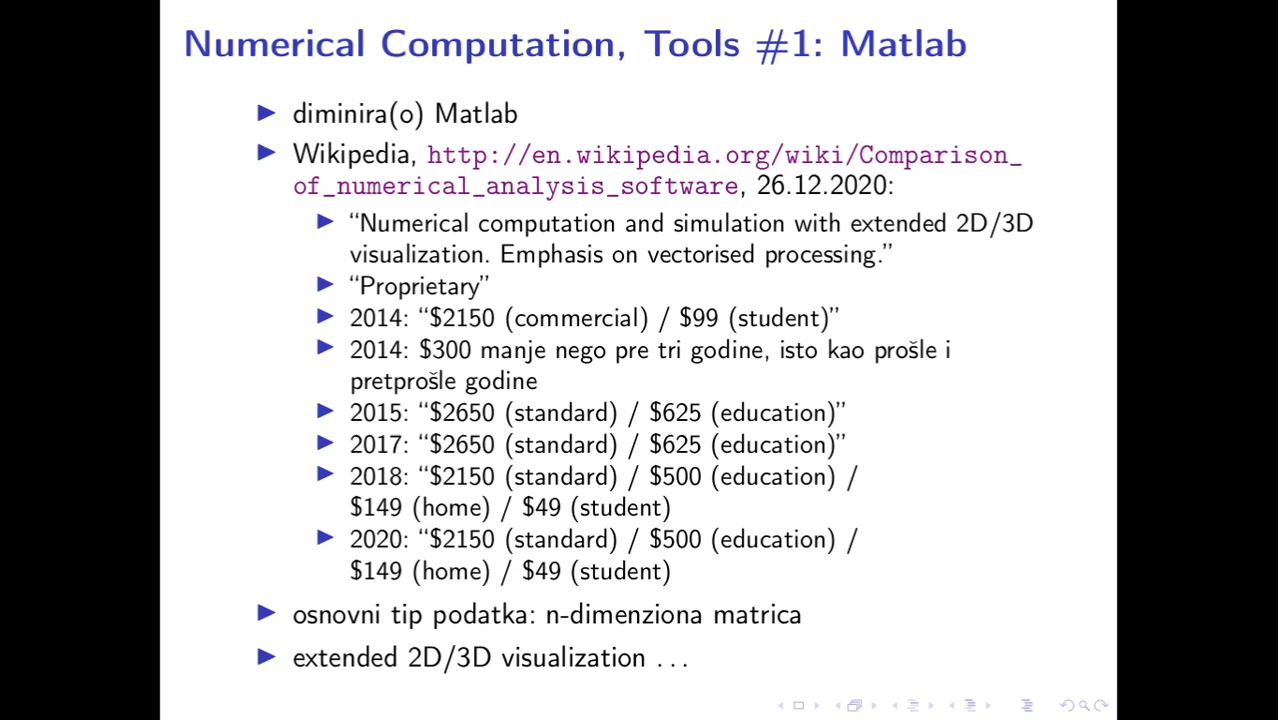 Numerical Computation, Tools #1: Matlab
diminira(o) Matlab
Wikipedia, http://en.wikipedia.org/wiki/Comparison_
of_numerical_analysis_software, 26.12.2020:
“Numerical computation and simulation with extended 2D/3D
visualization. Emphasis on vectorised processing.”
“Proprietary”
2014: “$2150 (commercial) / $99 (student)”
2014: $300 manje nego pre tri godine, isto kao prošle i
pretprošle godine
2015: “$2650 (standard) / $625 (education)”
2017: “$2650 (standard) / $625 (education)”
2018: “$2150 (standard) / $500 (education) /
$149 (home) / $49 (student)
2020: “$2150 (standard) / $500 (education) /
$149 (home) / $49 (student)
osnovni tip podatka: n-dimenziona matrica
extended 2D/3D visualization ...